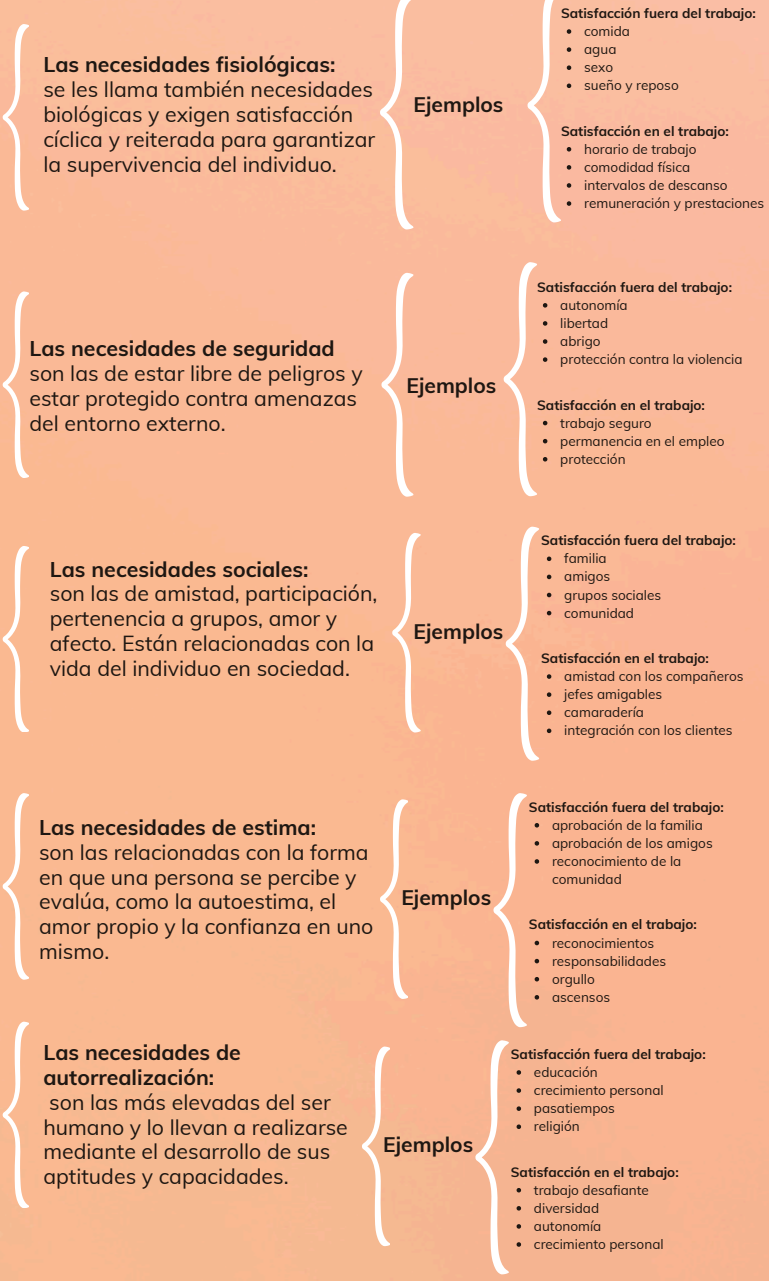 Las necesidades fisiológicas:
se les llama también necesidades
biológicas y exigen satisfacción
cíclica y reiterada para garantizar
la supervivencia del individuo.
Ejemplos
Satisfacción fuera del trabajo:
• comida
• agua
• sexo
• sueño y reposo
Satisfacción en el trabajo:
• horario de trabajo
• comodidad física
• intervalos de descanso
• remuneración y prestaciones
Las necesidades de seguridad
son las de estar libre de peligros y
estar protegido contra amenazas
del entorno externo.
Ejemplos
Satisfacción fuera del trabajo:
• autonomía
• libertad
• abrigo
• protección contra la violencia
Satisfacción en el trabajo:
• trabajo seguro
• permanencia en el empleo
• protección
Las necesidades sociales:
son las de amistad, participación,
pertenencia a grupos, amor y
afecto. Están relacionadas con la
vida del individuo en sociedad.
Ejemplos
Satisfacción fuera del trabajo:
• familia
• amigos
• grupos sociales
• comunidad
Satisfacción en el trabajo:
• amistad con los compañeros
• jefes amigables
• camaradería
• integración con los clientes
Las necesidades de estima:
son las relacionadas con la forma
en que una persona se percibe y
evalúa, como la autoestima, el
amor propio y la confianza en uno
mismo.
Ejemplos
Satisfacción fuera del trabajo:
• aprobación de la familia
• aprobación de los amigos
• reconocimiento de la
comunidad
Satisfacción en el trabajo:
• reconocimientos
• responsabilidades
• orgullo
• ascensos
Las necesidades de
autorrealización:
son las más elevadas del ser
humano y lo llevan a realizarse
mediante el desarrollo de sus
aptitudes y capacidades.
Ejemplos
Satisfacción fuera del trabajo:
• educación
• crecimiento personal
• pasatiempos
• religión
Satisfacción en el trabajo:
• trabajo desafiante
• diversidad
• autonomía
• crecimiento personal